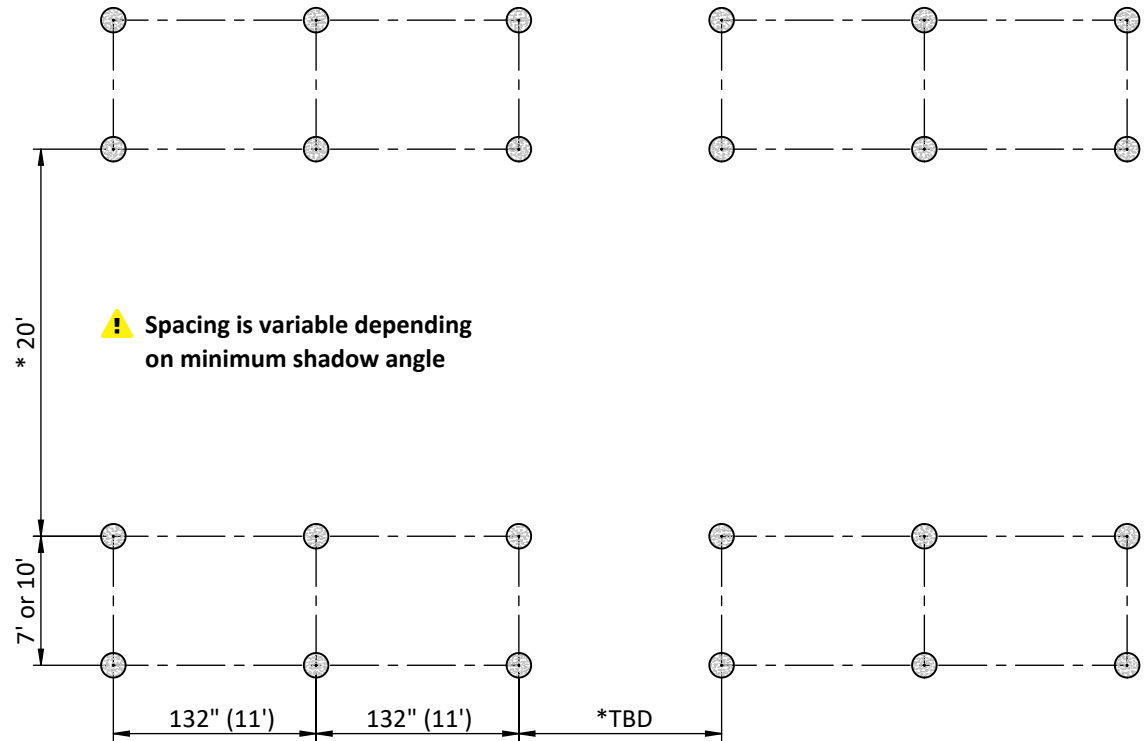 * 20'
! Spacing is variable depending
on minimum shadow angle
7' or 10'
132" (11')
132" (11')
*TBD